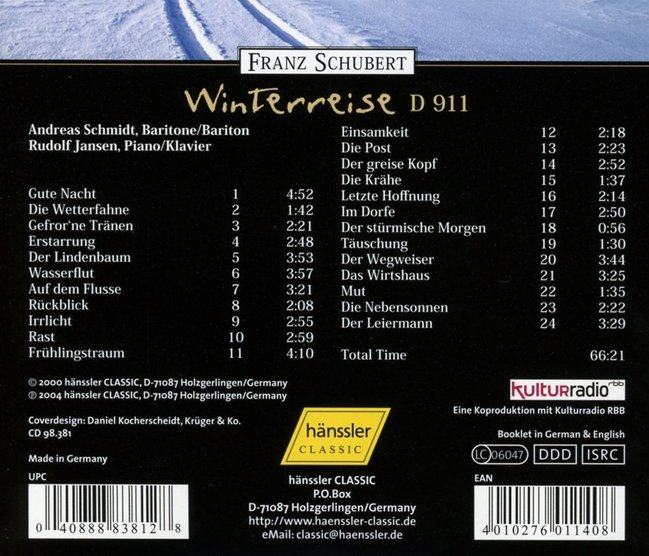 FRANZ SCHUBERT
Winterreise D 911
Andreas Schmidt, Baritone/Bariton
Rudolf Jansen, Piano/Klavier
Gute Nacht 1 4:52
Die Wetterfahne 2 1:42
Gefror'ne Tränen 3 2:21
Erstarrung 4 2:48
Der Lindenbaum 5 3:53
Wasserflut 6 3:57
Auf dem Flusse 7 3:21
Rückblick 8 2:08
Irrlicht 9 2:55
Rast 10 2:59
Frühlingstraum 11 4:10
Einsamkeit 12 2:18
Die Post 13 2:23
Der greise Kopf 14 2:52
Die Krähe 15 1:37
Letzte Hoffnung 16 2:14
Im Dorfe 17 2:50
Der stürmische Morgen 18 0:56
Täuschung 19 1:30
Der Wegweiser 20 3:44
Das Wirtshaus 21 3:25
Mut 22 1:35
Die Nebensonnen 23 2:22
Der Leiermann 24 3:29
Total Time 66:21
© 2000 hänssler CLASSIC, D-71087 Holzgerlingen/Germany
℗ 2004 hänssler CLASSIC, D-71087 Holzgerlingen/Germany
Coverdesign: Daniel Kocherscheidt, Krüger & Ko.
CD 98.381
Made in Germany
UPC
0 40888 83812 8
hänssler
CLASSIC
hänssler CLASSIC
P.O.Box
D-71087 Holzgerlingen/Germany
http://www.haenssler-classic.de
eMail: classic@haenssler.de
kulturradio rbb
Eine Koproduktion mit Kulturradio RBB
Booklet in German & English
LC 06047 DDD ISRC
EAN
4 010276 011408